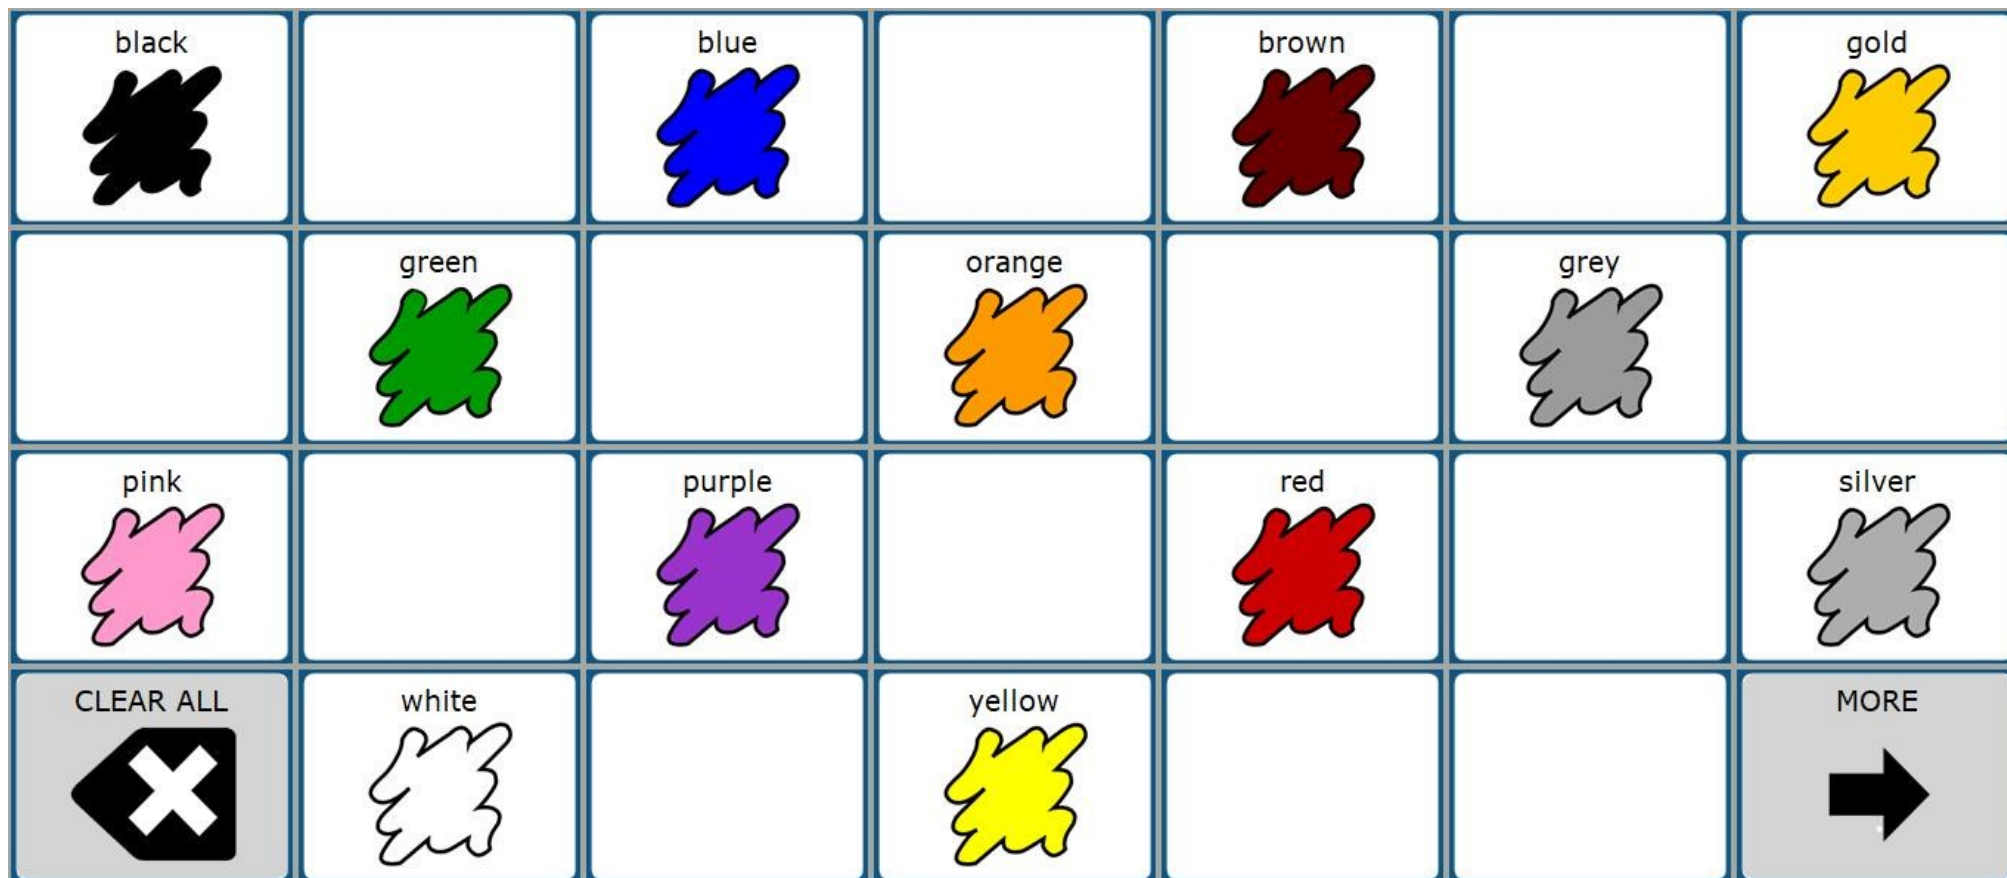 black
blue
brown
gold
green
orange
grey
pink
purple
red
silver
CLEAR ALL
white
yellow
MORE